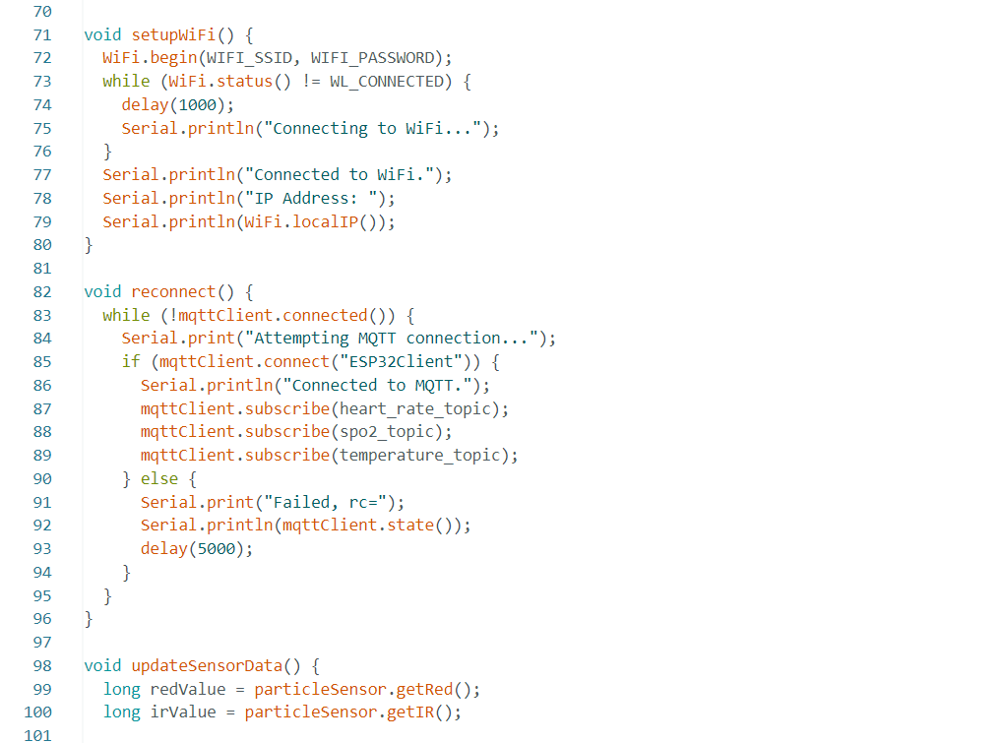 70
71 void setupWiFi() {
72 WiFi.begin(WIFI_SSID, WIFI_PASSWORD);
73 while (WiFi.status() != WL_CONNECTED) {
74 delay(1000);
75 Serial.println("Connecting to WiFi...");
76 }
77 Serial.println("Connected to WiFi.");
78 Serial.println("IP Address: ");
79 Serial.println(WiFi.localIP());
80 }
81
82 void reconnect() {
83 while (!mqttClient.connected()) {
84 Serial.print("Attempting MQTT connection...");
85 if (mqttClient.connect("ESP32Client")) {
86 Serial.println("Connected to MQTT.");
87 mqttClient.subscribe(heart_rate_topic);
88 mqttClient.subscribe(spo2_topic);
89 mqttClient.subscribe(temperature_topic);
90 } else {
91 Serial.print("Failed, rc=");
92 Serial.println(mqttClient.state());
93 delay(5000);
94 }
95 }
96 }
97
98 void updateSensorData() {
99 long redValue = particleSensor.getRed();
100 long irValue = particleSensor.getIR();
101